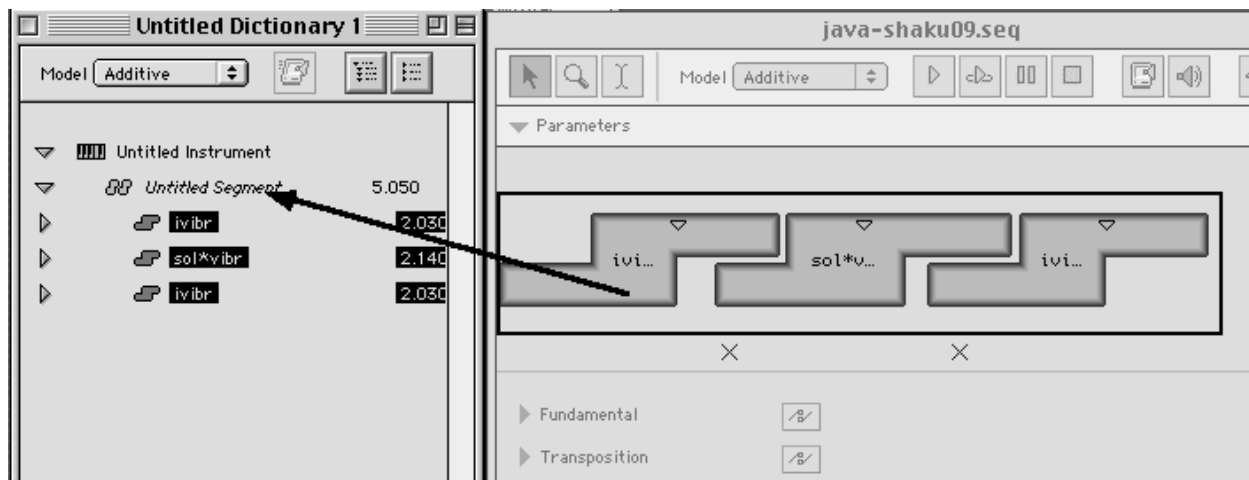 Untitled Dictionary 1
Model Additive
Untitled Instrument
Untitled Segment 5.050
ivibr 2.030
sol*vibr 2.140
ivibr 2.030
java-shaku09.seq
Model Additive
Parameters
ivi... sol*v... ivi...
Fundamental
Transposition